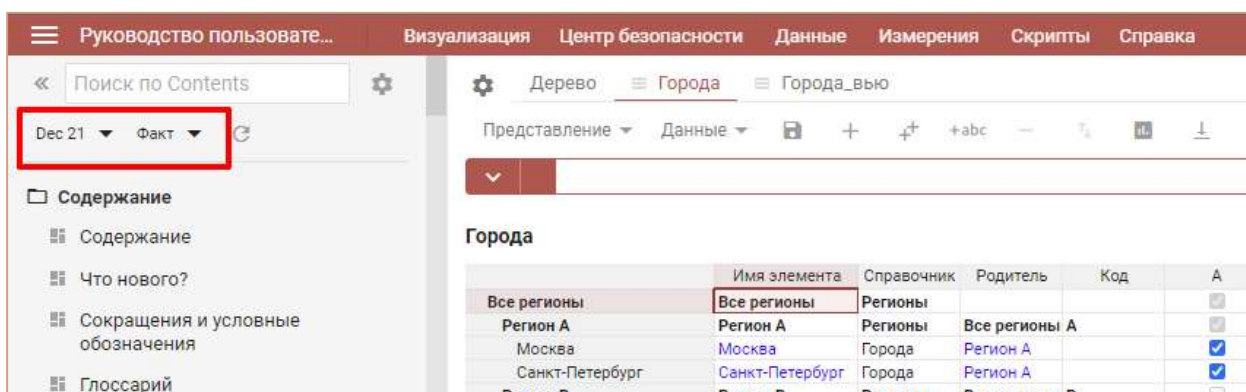 Руководство пользовате... Визуализация Центр безопасности Данные Измерения Скрипты Справка
Поиск по Contents
Дерево Города Города_вью
Dec 21 Факт
Представление Данные +abc
Содержание
Содержание
Что нового?
Сокращения и условные
обозначения
Глоссарий
Города
Имя элемента Справочник Родитель Код A
Все регионы Все регионы Регионы
Регион А Регион А Регионы Все регионы А
Москва Москва Города Регион А
Санкт-Петербург Санкт-Петербург Города Регион А